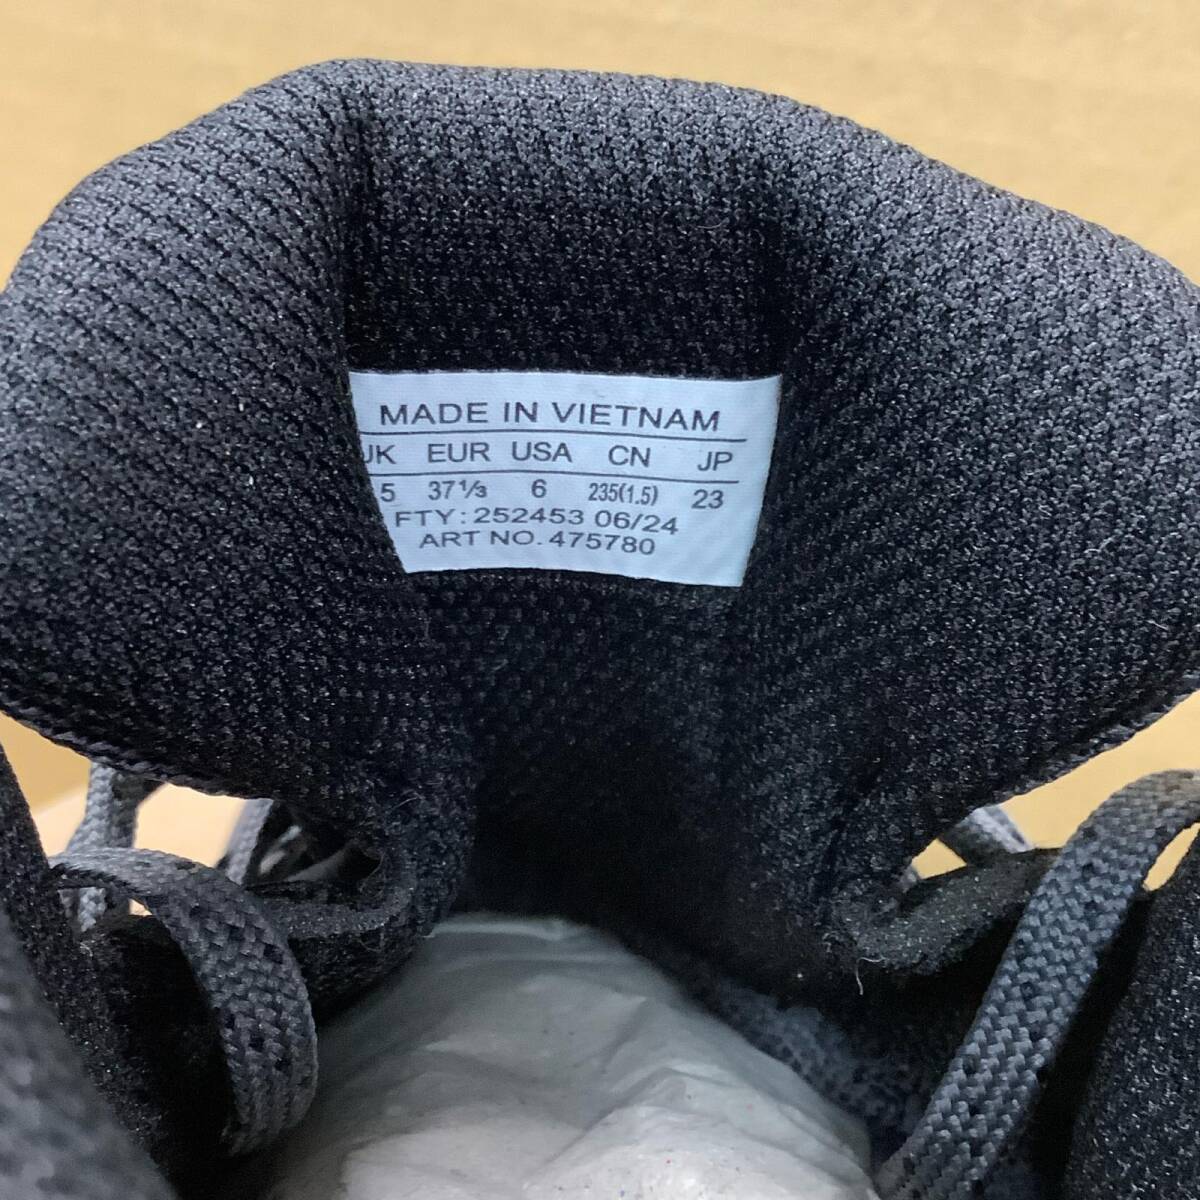 MADE IN VIETNAM
UK EUR USA CN JP
5 37⅓ 6 235(1.5) 23
FTY: 252453 06/24
ART NO. 475780